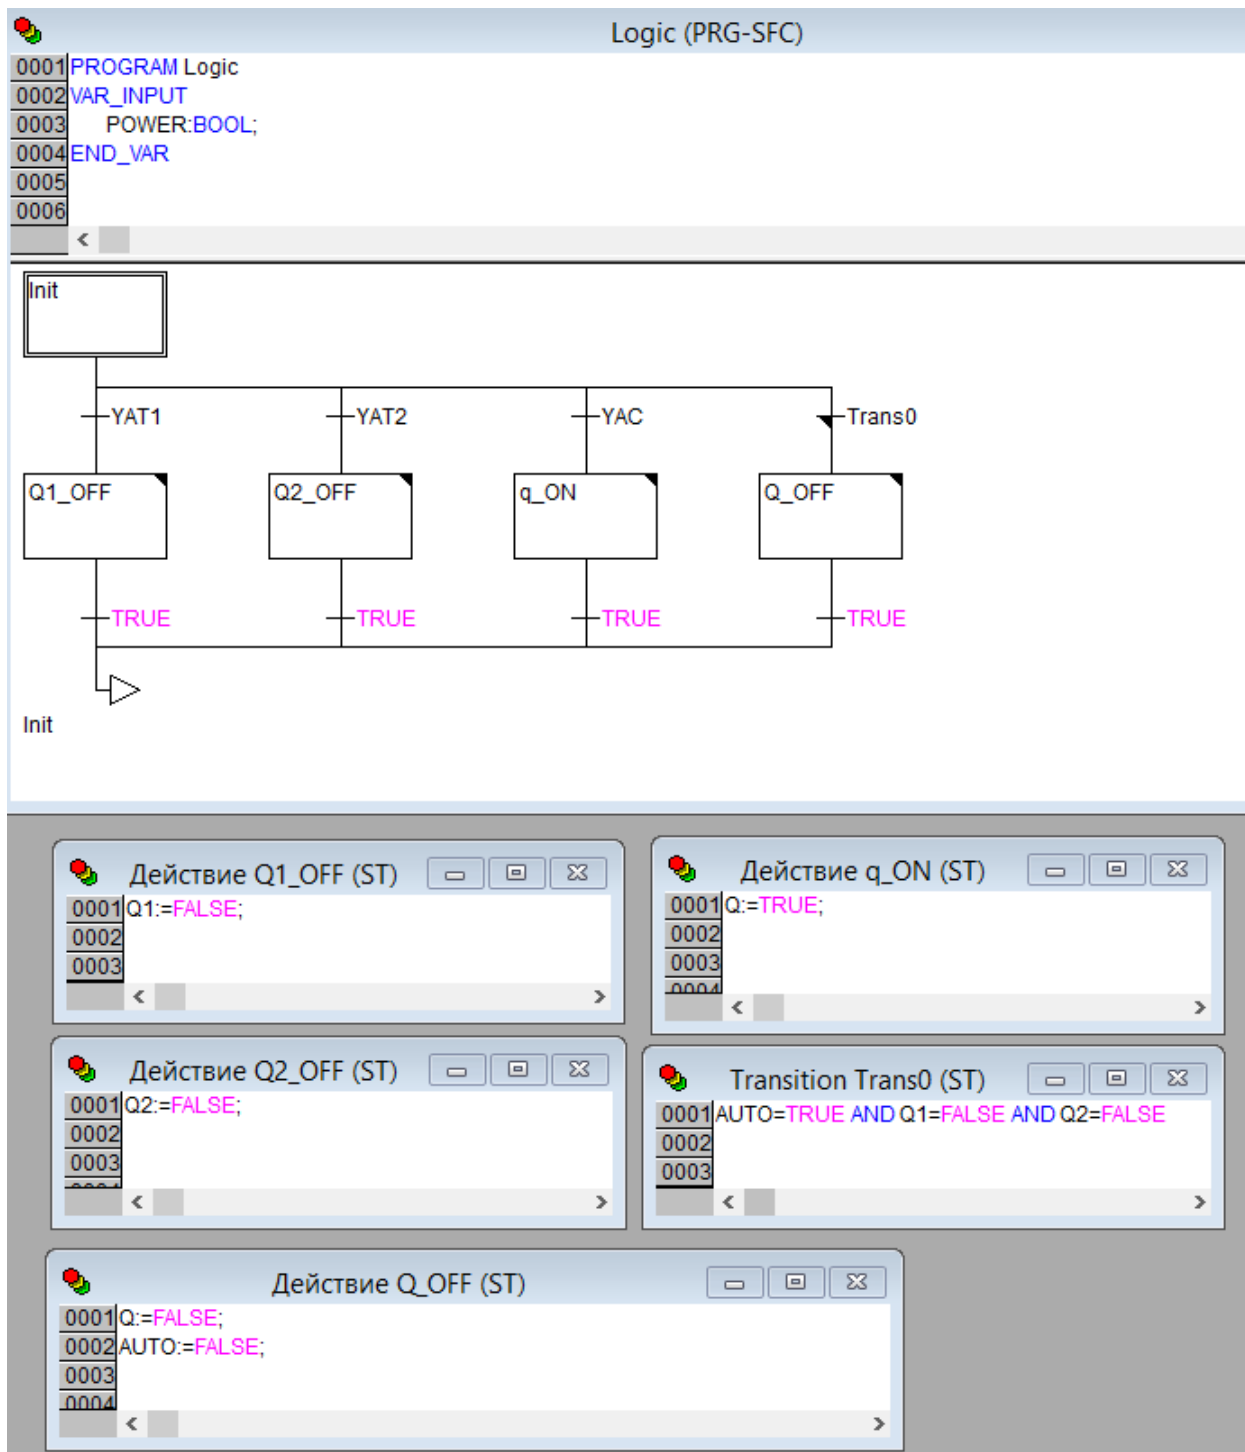 Logic (PRG-SFC)
0001 PROGRAM Logic
0002 VAR_INPUT
0003 POWER:BOOL;
0004 END_VAR
0005
0006
Init
YAT1 YAT2 YAC Trans0
Q1_OFF Q2_OFF q_ON Q_OFF
TRUE TRUE TRUE TRUE
Init
Действие Q1_OFF (ST)
0001 Q1:=FALSE;
0002
0003
Действие q_ON (ST)
0001 Q:=TRUE;
0002
0003
0004
Действие Q2_OFF (ST)
0001 Q2:=FALSE;
0002
0003
0004
Transition Trans0 (ST)
0001 AUTO=TRUE AND Q1=FALSE AND Q2=FALSE
0002
0003
Действие Q_OFF (ST)
0001 Q:=FALSE;
0002 AUTO:=FALSE;
0003
0004